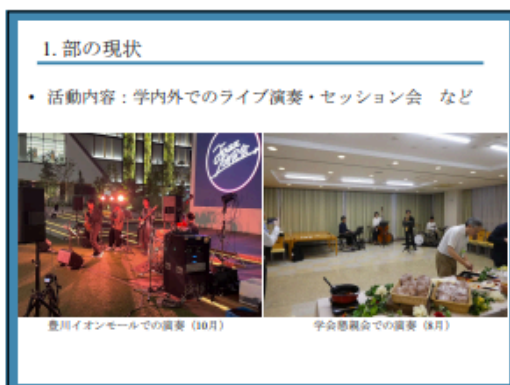 1. 部の現状
• 活動内容：学内外でのライブ演奏・セッション会　など
豊川イオンモールでの演奏（10月）
学会懇親会での演奏（8月）